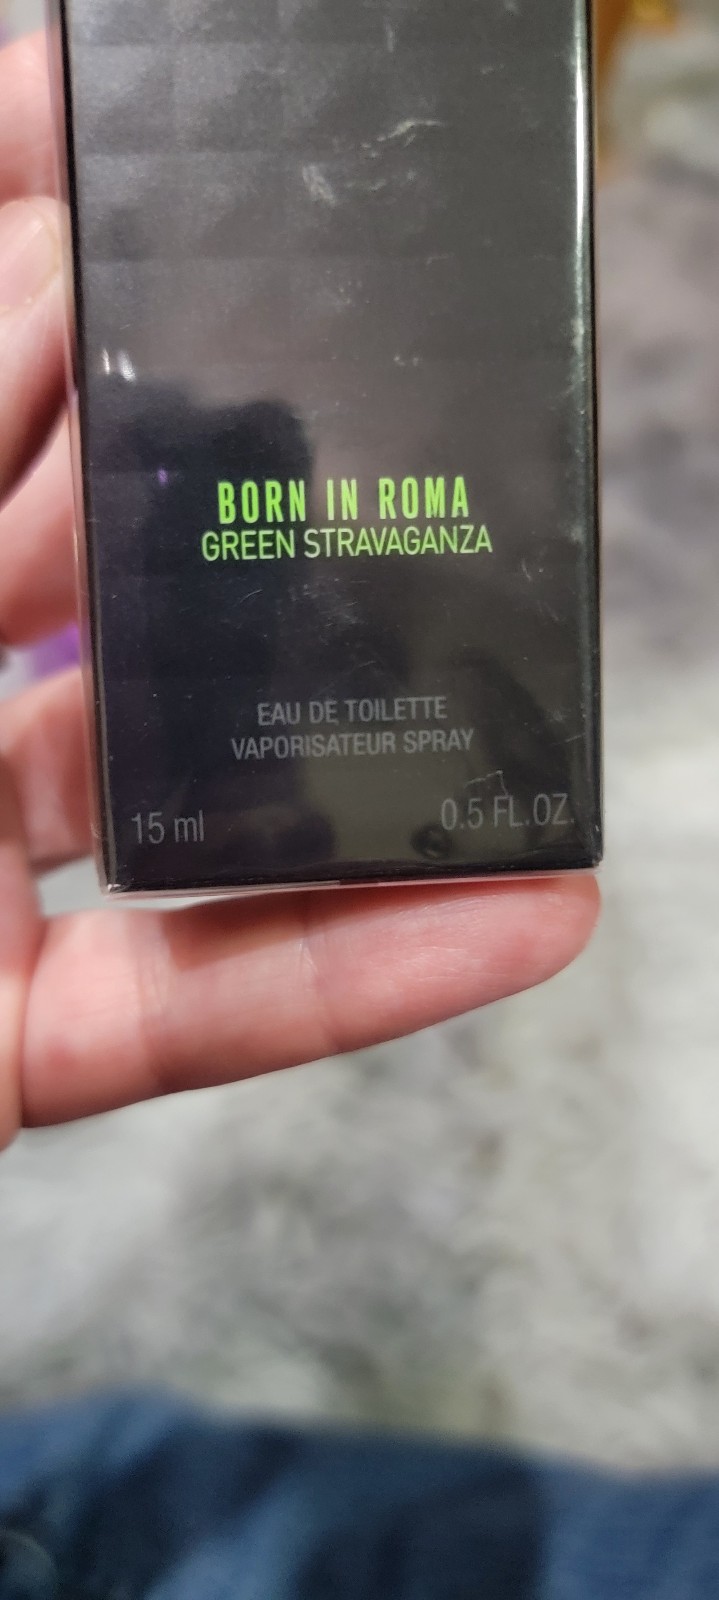 BORN IN ROMA
GREEN STRAVAGANZA
EAU DE TOILETTE
VAPORISATEUR SPRAY
15 ml 0.5 FL.OZ.